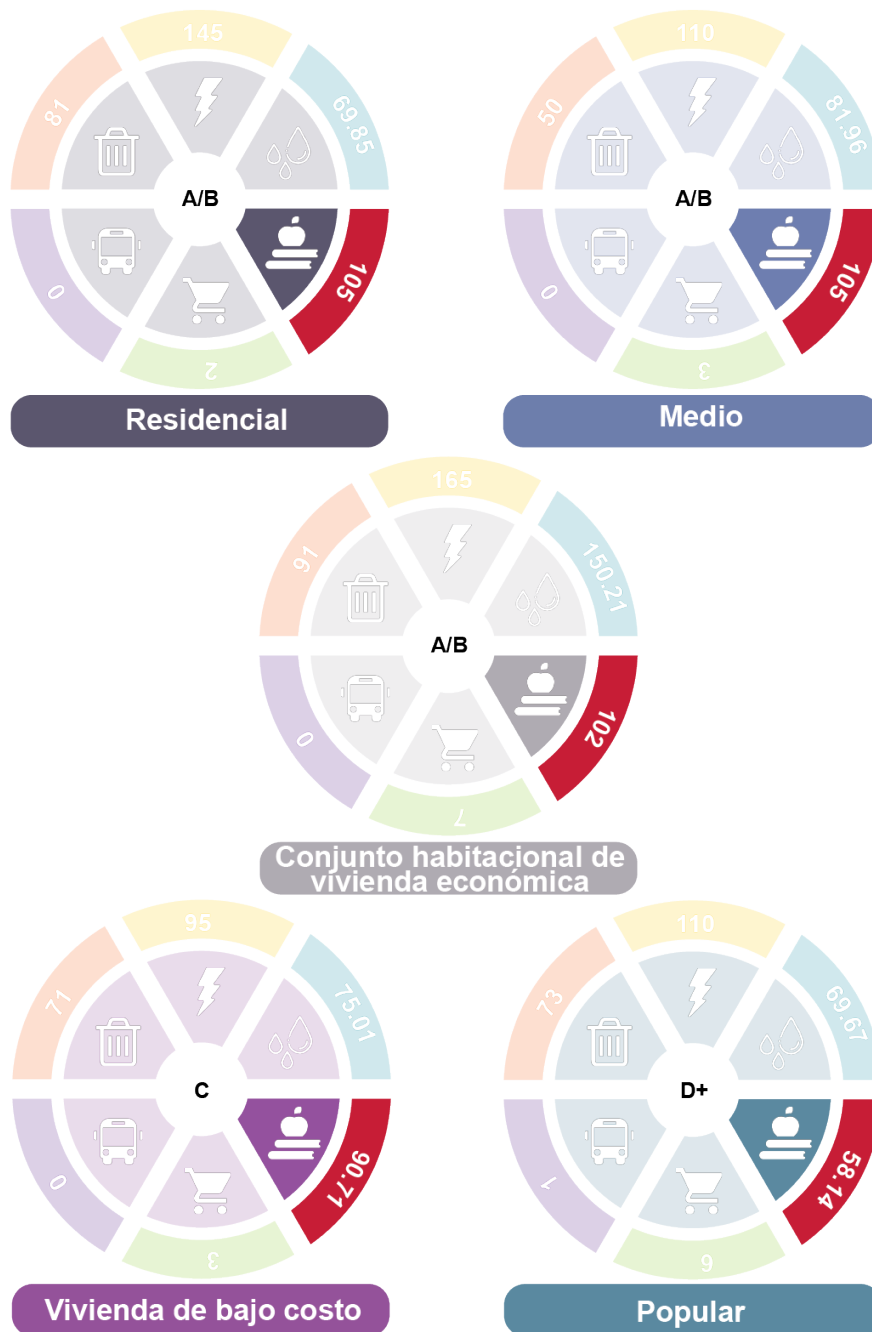 145
81
69.85
A/B
0
105
2
Residencial
110
50
81.96
A/B
0
105
3
Medio
165
91
150.21
A/B
0
102
7
Conjunto habitacional de
vivienda económica
95
71
75.01
C
0
90.71
3
Vivienda de bajo costo
110
73
69.67
D+
1
58.14
6
Popular